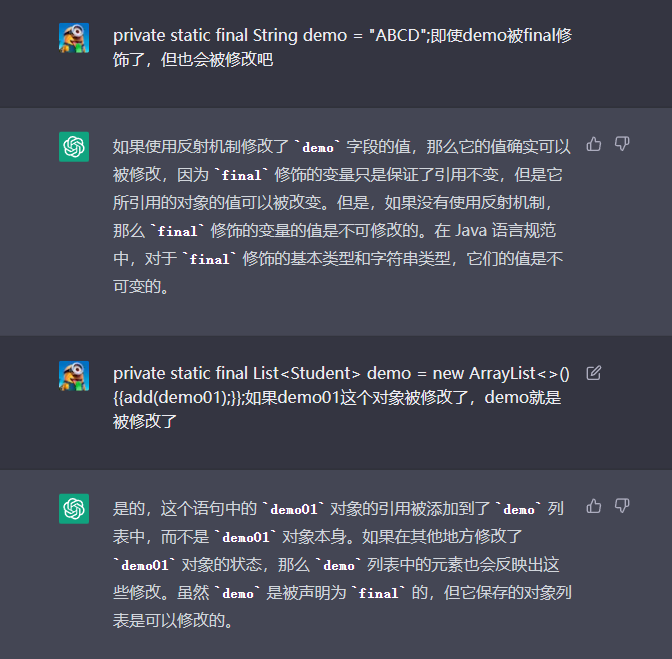 private static final String demo = "ABCD";即使demo被final修
饰了，但也会被修改吧
如果使用反射机制修改了 `demo` 字段的值，那么它的值确实可以
被修改，因为 `final` 修饰的变量只是保证了引用不变，但是它
所引用的对象的值可以被改变。但是，如果没有使用反射机制，
那么 `final` 修饰的变量的值是不可修改的。在 Java 语言规范
中，对于 `final` 修饰的基本类型和字符串类型，它们的值是不
可变的。
private static final List<Student> demo = new ArrayList<>()
{{add(demo01);}};如果demo01这个对象被修改了，demo就是
被修改了
是的，这个语句中的 `demo01` 对象的引用被添加到了 `demo` 列
表中，而不是 `demo01` 对象本身。如果在其他地方修改了
`demo01` 对象的状态，那么 `demo` 列表中的元素也会反映出这
些修改。虽然 `demo` 是被声明为 `final` 的，但它保存的对象列
表是可以修改的。